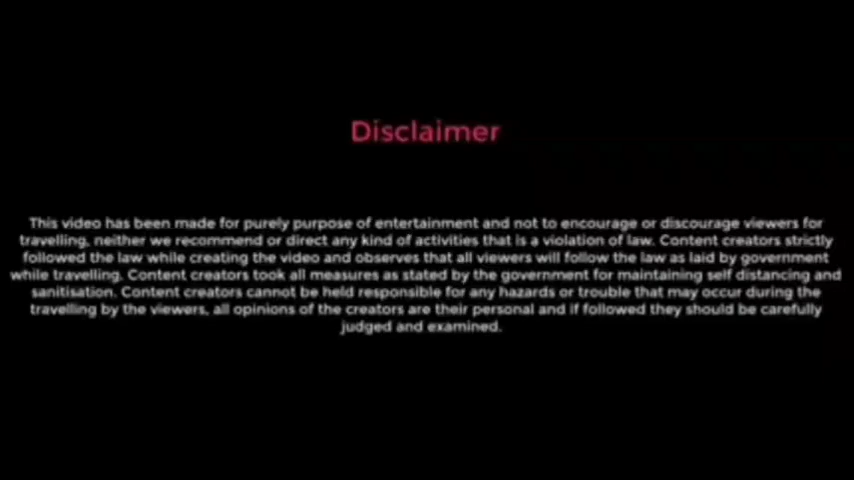 Disclaimer
This video has been made for purely purpose of entertainment and not to encourage or discourage viewers for
travelling, neither we recommend or direct any kind of activities that is a violation of law. Content creators strictly
followed the law while creating the video and observes that all viewers will follow the law as laid by government
while travelling. Content creators took all measures as stated by the government for maintaining self distancing and
sanitisation. Content creators cannot be held responsible for any hazards or trouble that may occur during the
travelling by the viewers, all opinions of the creators are their personal and if followed they should be carefully
judged and examined.